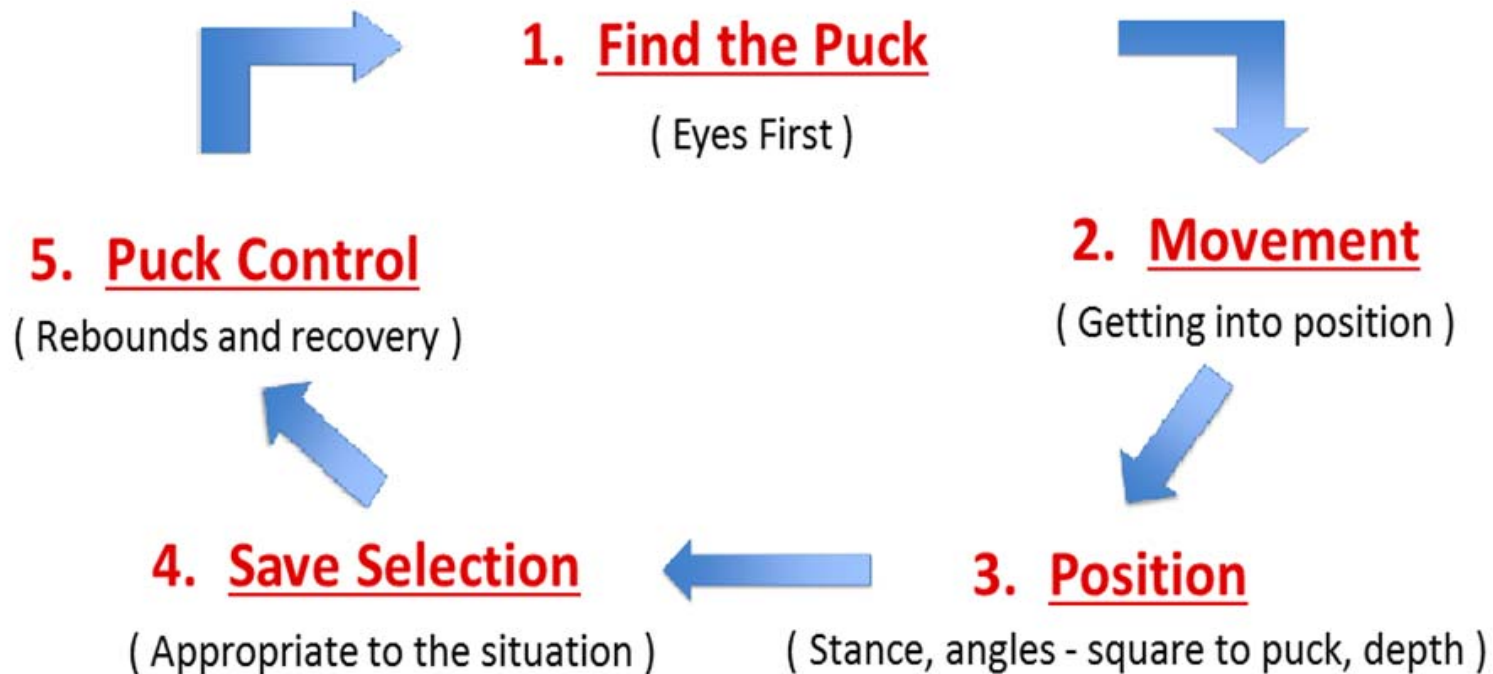 1. Find the Puck
( Eyes First )
2. Movement
( Getting into position )
3. Position
( Stance, angles - square to puck, depth )
4. Save Selection
( Appropriate to the situation )
5. Puck Control
( Rebounds and recovery )